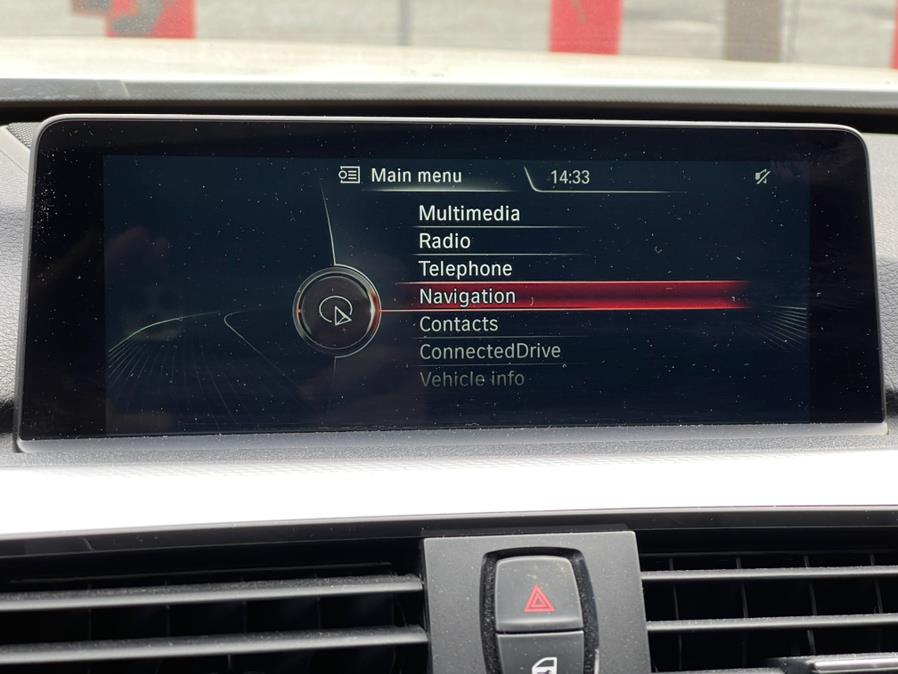 Main menu 14:33
Multimedia
Radio
Telephone
Navigation
Contacts
ConnectedDrive
Vehicle info